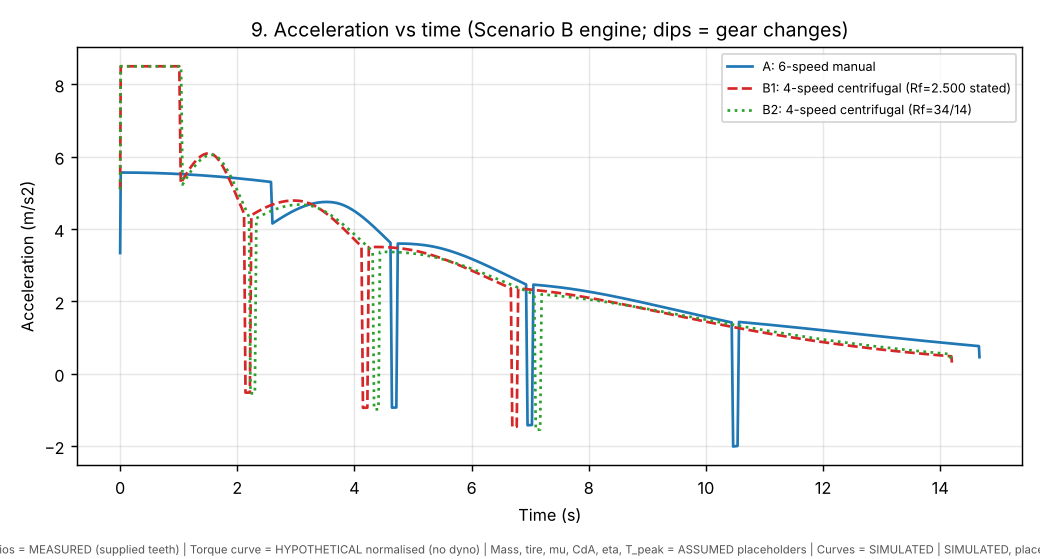 9. Acceleration vs time (Scenario B engine; dips = gear changes)
A: 6-speed manual
B1: 4-speed centrifugal (Rf=2.500 stated)
B2: 4-speed centrifugal (Rf=34/14)
Acceleration (m/s2)
8
6
4
2
0
−2
0 2 4 6 8 10 12 14
Time (s)
ios = MEASURED (supplied teeth) | Torque curve = HYPOTHETICAL normalised (no dyno) | Mass, tire, mu, CdA, eta, T_peak = ASSUMED placeholders | Curves = SIMULATED | SIMULATED, place